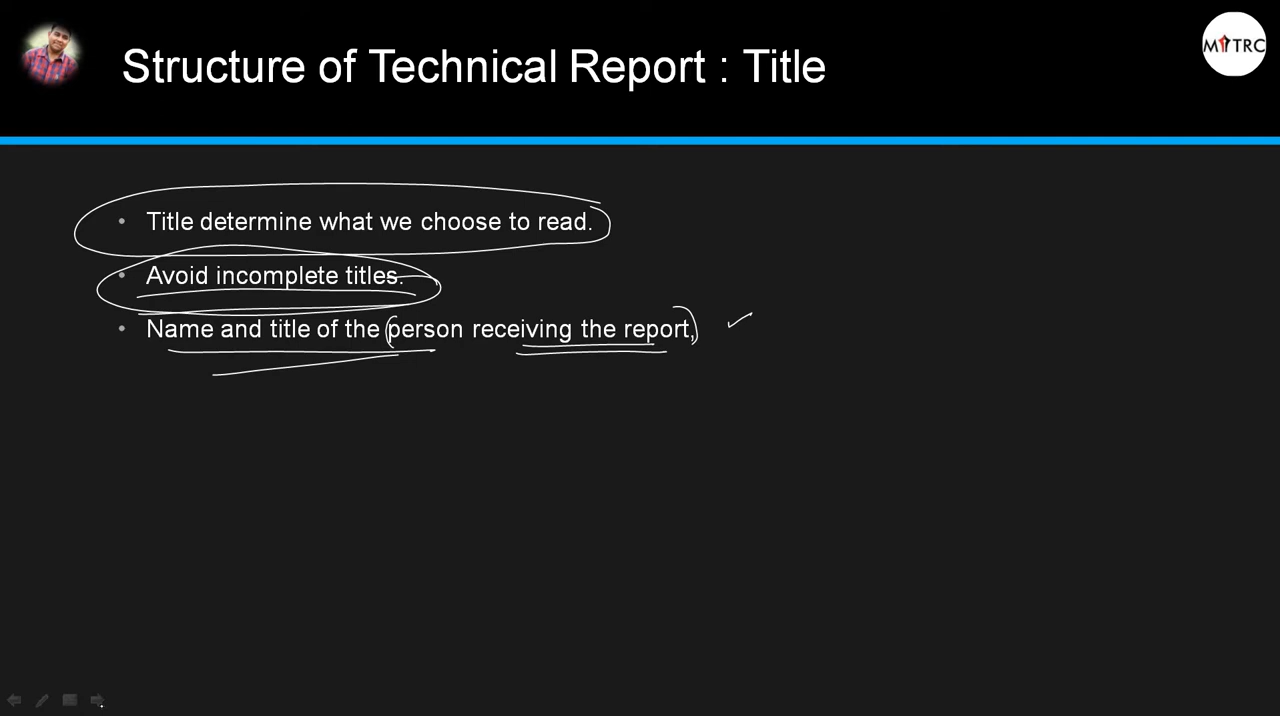 Structure of Technical Report : Title
MITRC
• Title determine what we choose to read.
• Avoid incomplete titles.
• Name and title of the person receiving the report,